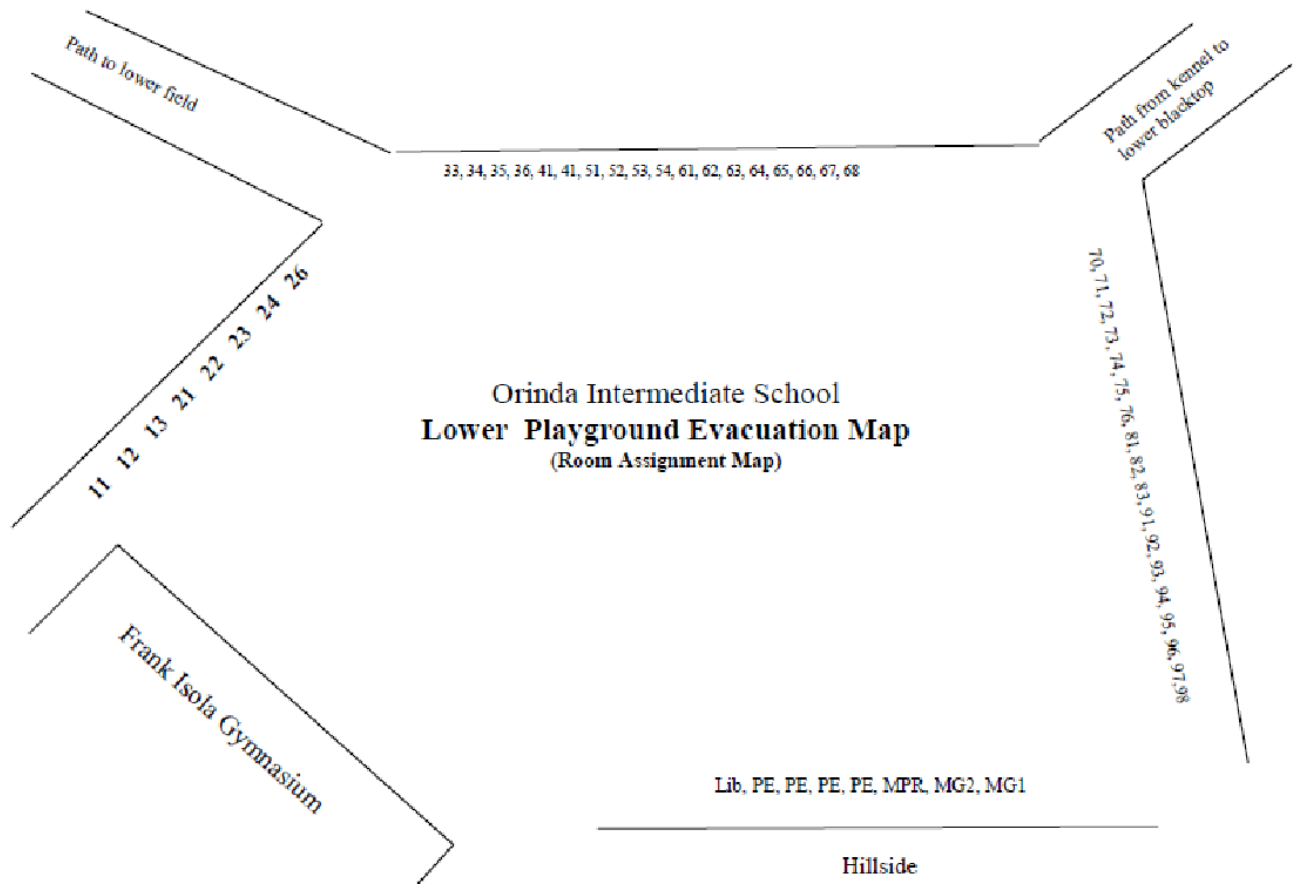 Path to lower field
Path from kennel to
lower blacktop
33, 34, 35, 36, 41, 41, 51, 52, 53, 54, 61, 62, 63, 64, 65, 66, 67, 68
11 12 13 21 22 23 24 26
70, 71, 72, 73, 74, 75, 76, 81, 82, 83, 91, 92, 93, 94, 95, 96, 97,98
Orinda Intermediate School
Lower Playground Evacuation Map
(Room Assignment Map)
Frank Isola Gymnasium
Lib, PE, PE, PE, PE, MPR, MG2, MG1
Hillside